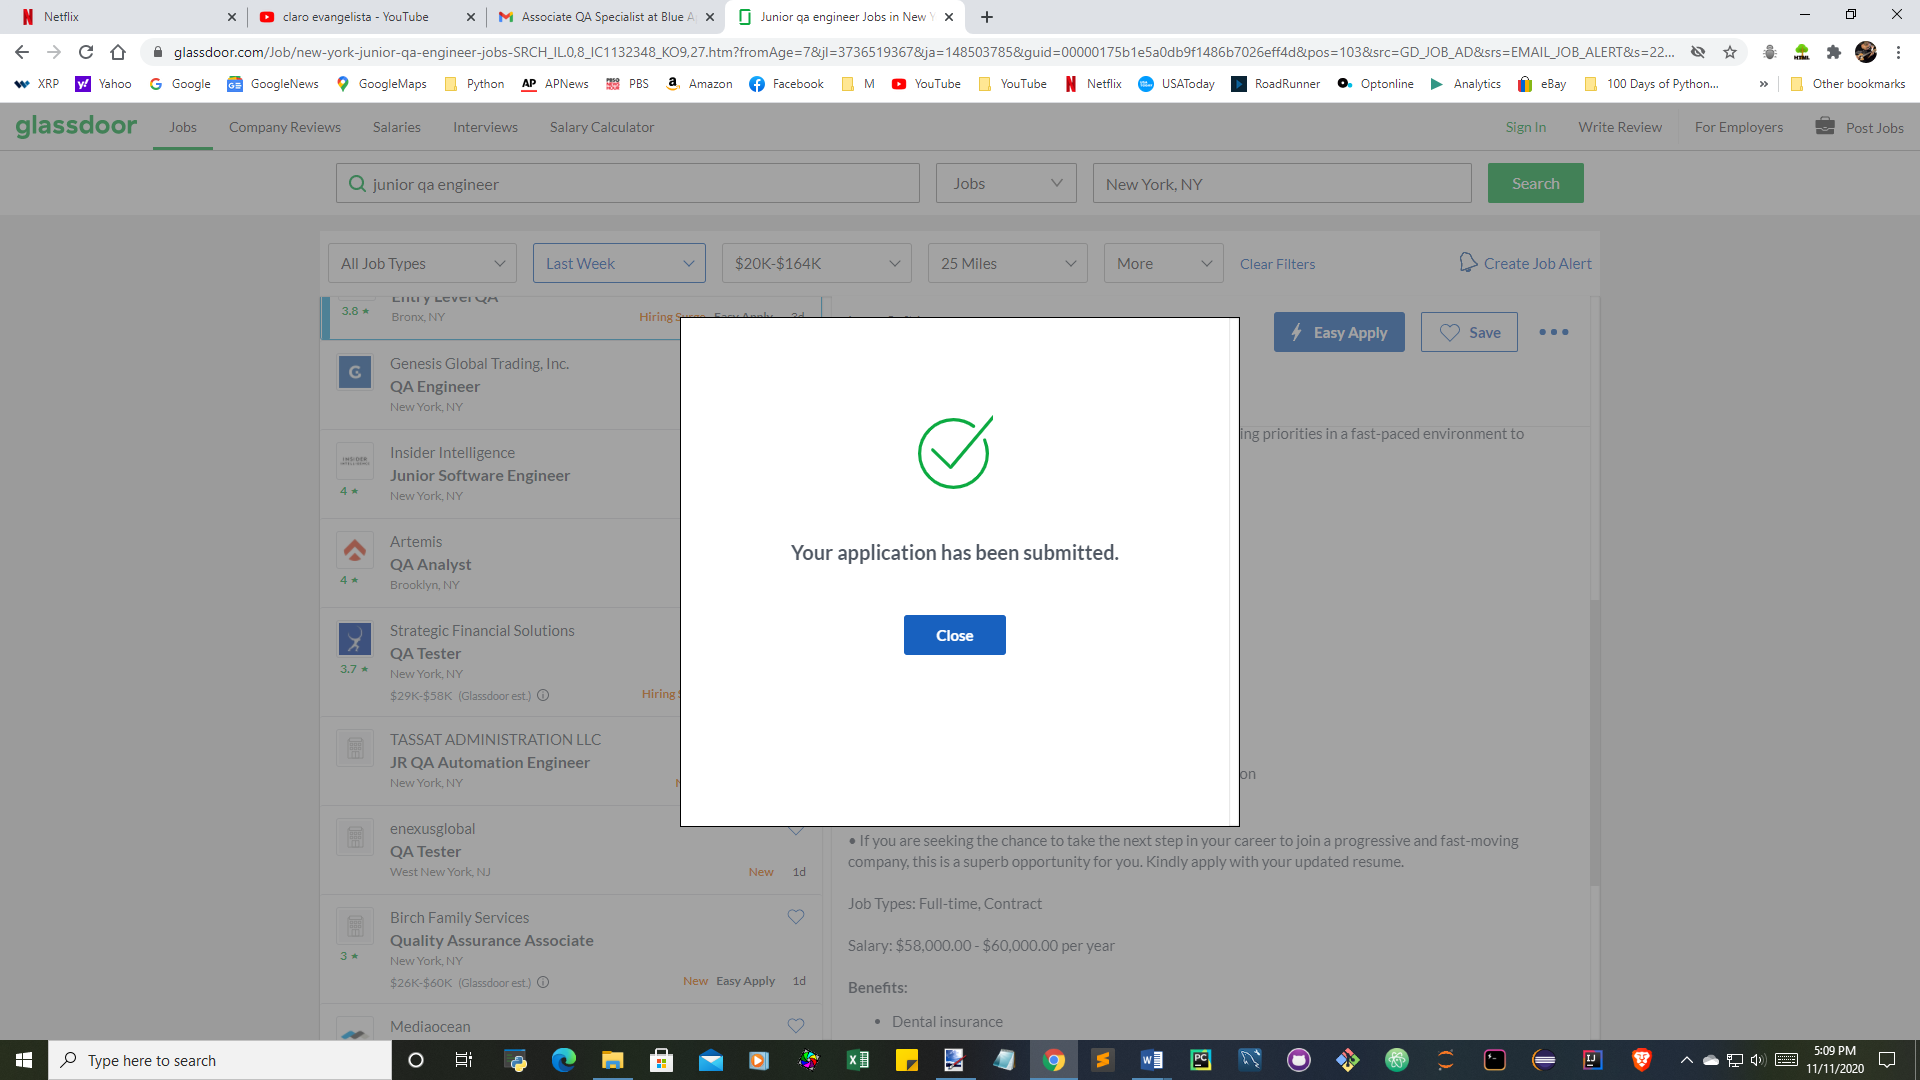 Netflix
claro evangelista - YouTube
Associate QA Specialist at Blue A
Junior qa engineer Jobs in New Y
glassdoor.com/Job/new-york-junior-qa-engineer-jobs-SRCH_IL.0,8_IC1132348_KO9,27.htm?fromAge=7&jl=3736519367&ja=148503785&guid=00000175b1e5a0db9f1486b7026eff4d&pos=103&src=GD_JOB_AD&srs=EMAIL_JOB_ALERT&s=22...
XRP Yahoo Google GoogleNews GoogleMaps Python APNews PBS Amazon Facebook M YouTube YouTube Netflix USAToday RoadRunner Optonline Analytics eBay 100 Days of Python... » Other bookmarks
glassdoor Jobs Company Reviews Salaries Interviews Salary Calculator Sign In Write Review For Employers Post Jobs
junior qa engineer Jobs New York, NY Search
All Job Types Last Week $20K-$164K 25 Miles More Clear Filters Create Job Alert
Entry Level QA
3.8 ★ Bronx, NY Hiring Surge Easy Apply 3d
Easy Apply Save
Genesis Global Trading, Inc.
QA Engineer
New York, NY
Insider Intelligence
Junior Software Engineer
4 ★ New York, NY
Artemis
QA Analyst
4 ★ Brooklyn, NY
Strategic Financial Solutions
QA Tester
3.7 ★ New York, NY
$29K-$58K (Glassdoor est.) Hiring S
TASSAT ADMINISTRATION LLC
JR QA Automation Engineer
New York, NY
enexusglobal
QA Tester
West New York, NJ New 1d
Birch Family Services
Quality Assurance Associate
3 ★ New York, NY
$26K-$60K (Glassdoor est.) New Easy Apply 1d
Mediaocean
Your application has been submitted.
Close
ing priorities in a fast-paced environment to
on
• If you are seeking the chance to take the next step in your career to join a progressive and fast-moving
company, this is a superb opportunity for you. Kindly apply with your updated resume.
Job Types: Full-time, Contract
Salary: $58,000.00 - $60,000.00 per year
Benefits:
• Dental insurance
Type here to search
5:09 PM
11/11/2020